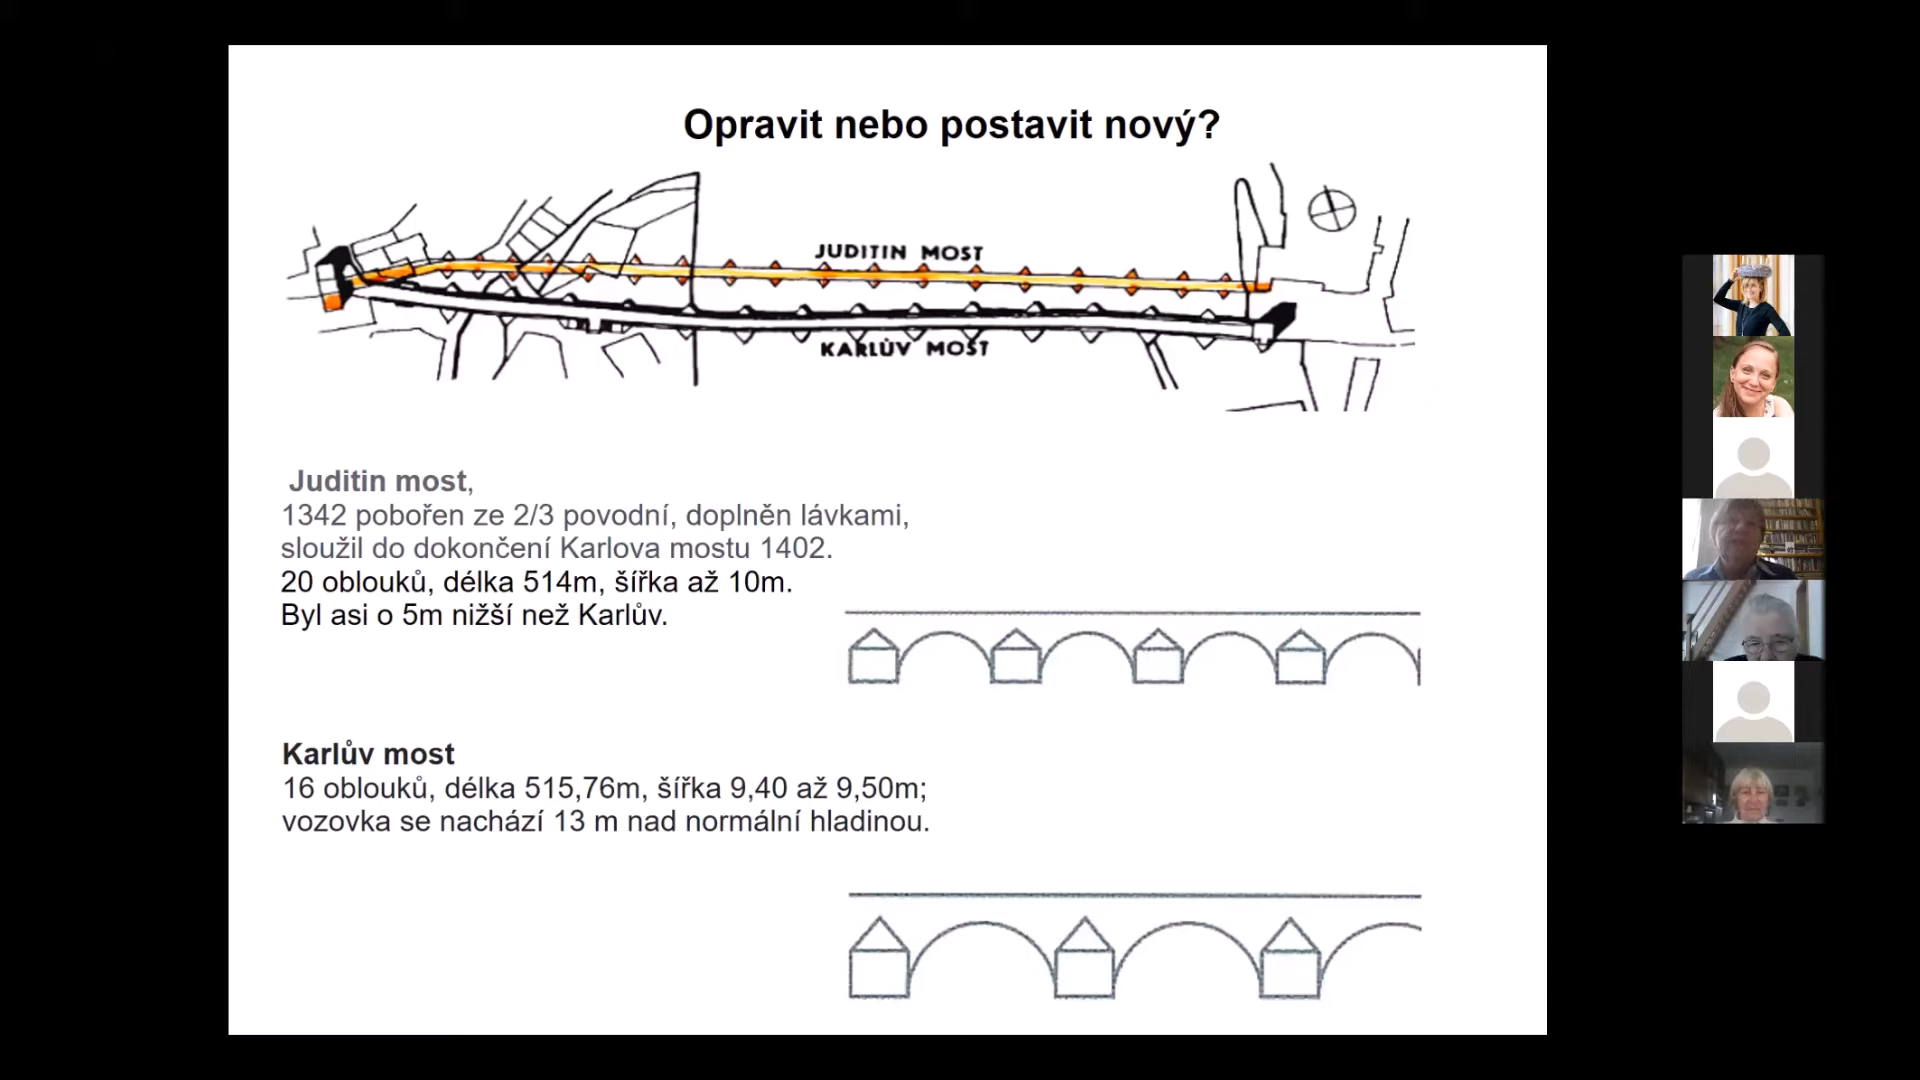 Opravit nebo postavit nový?
JUDITIN MOST
KARLŮV MOST
Juditin most,
1342 pobořen ze 2/3 povodní, doplněn lávkami,
sloužil do dokončení Karlova mostu 1402.
20 oblouků, délka 514m, šířka až 10m.
Byl asi o 5m nižší než Karlův.
Karlův most
16 oblouků, délka 515,76m, šířka 9,40 až 9,50m;
vozovka se nachází 13 m nad normální hladinou.